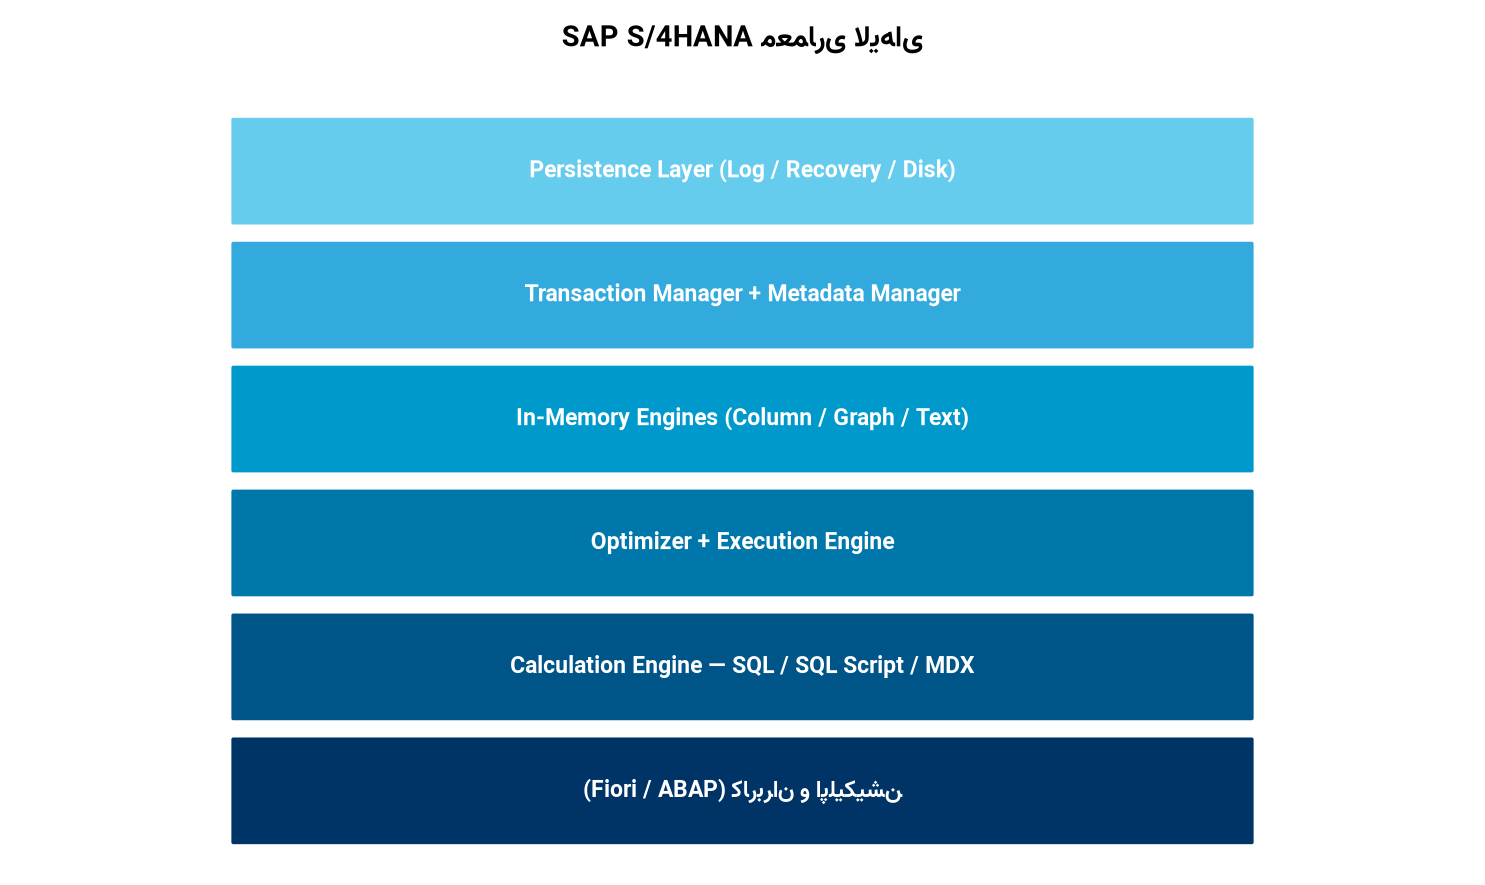 SAP S/4HANA معماری لایه‌ای
Persistence Layer (Log / Recovery / Disk)
Transaction Manager + Metadata Manager
In-Memory Engines (Column / Graph / Text)
Optimizer + Execution Engine
Calculation Engine — SQL / SQL Script / MDX
(Fiori / ABAP) کاربران و اپلیکیشن